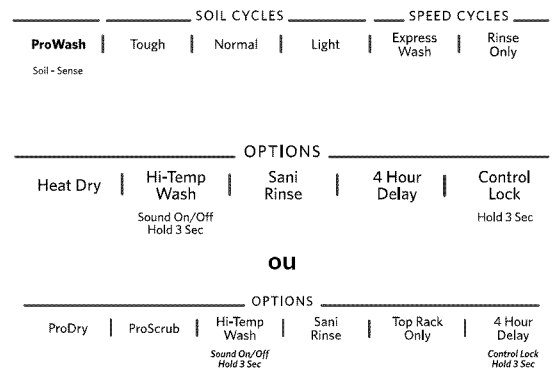 SOIL CYCLES SPEED CYCLES
ProWash Tough Normal Light Express Wash Rinse Only
Soil - Sense
OPTIONS
Heat Dry Hi-Temp Wash Sani Rinse 4 Hour Delay Control Lock
Sound On/Off Hold 3 Sec Hold 3 Sec
ou
OPTIONS
ProDry ProScrub Hi-Temp Wash Sani Rinse Top Rack Only 4 Hour Delay
Sound On/Off Hold 3 Sec Control Lock Hold 3 Sec